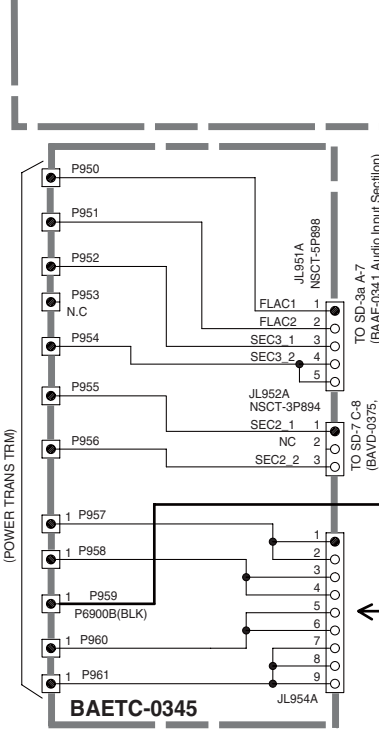 P950
P951
P952
P953
N.C
P954
P955
P956
1 P957
1 P958
1 P959
P6900B(BLK)
1 P960
1 P961
(POWER TRANS TRM)
BAETC-0345
JL951A
NSCT-5P898
FLAC1 1
FLAC2 2
SEC3_1 3
SEC3_2 4
5
TO SD-3a A-7
(BAAF-0341 Audio Input Sectilon)
JL952A
NSCT-3P894
SEC2_1 1
NC 2
SEC2_2 3
TO SD-7 C-8
(BAVD-0375,
1
2
3
4
5
6
7
8
9
JL954A